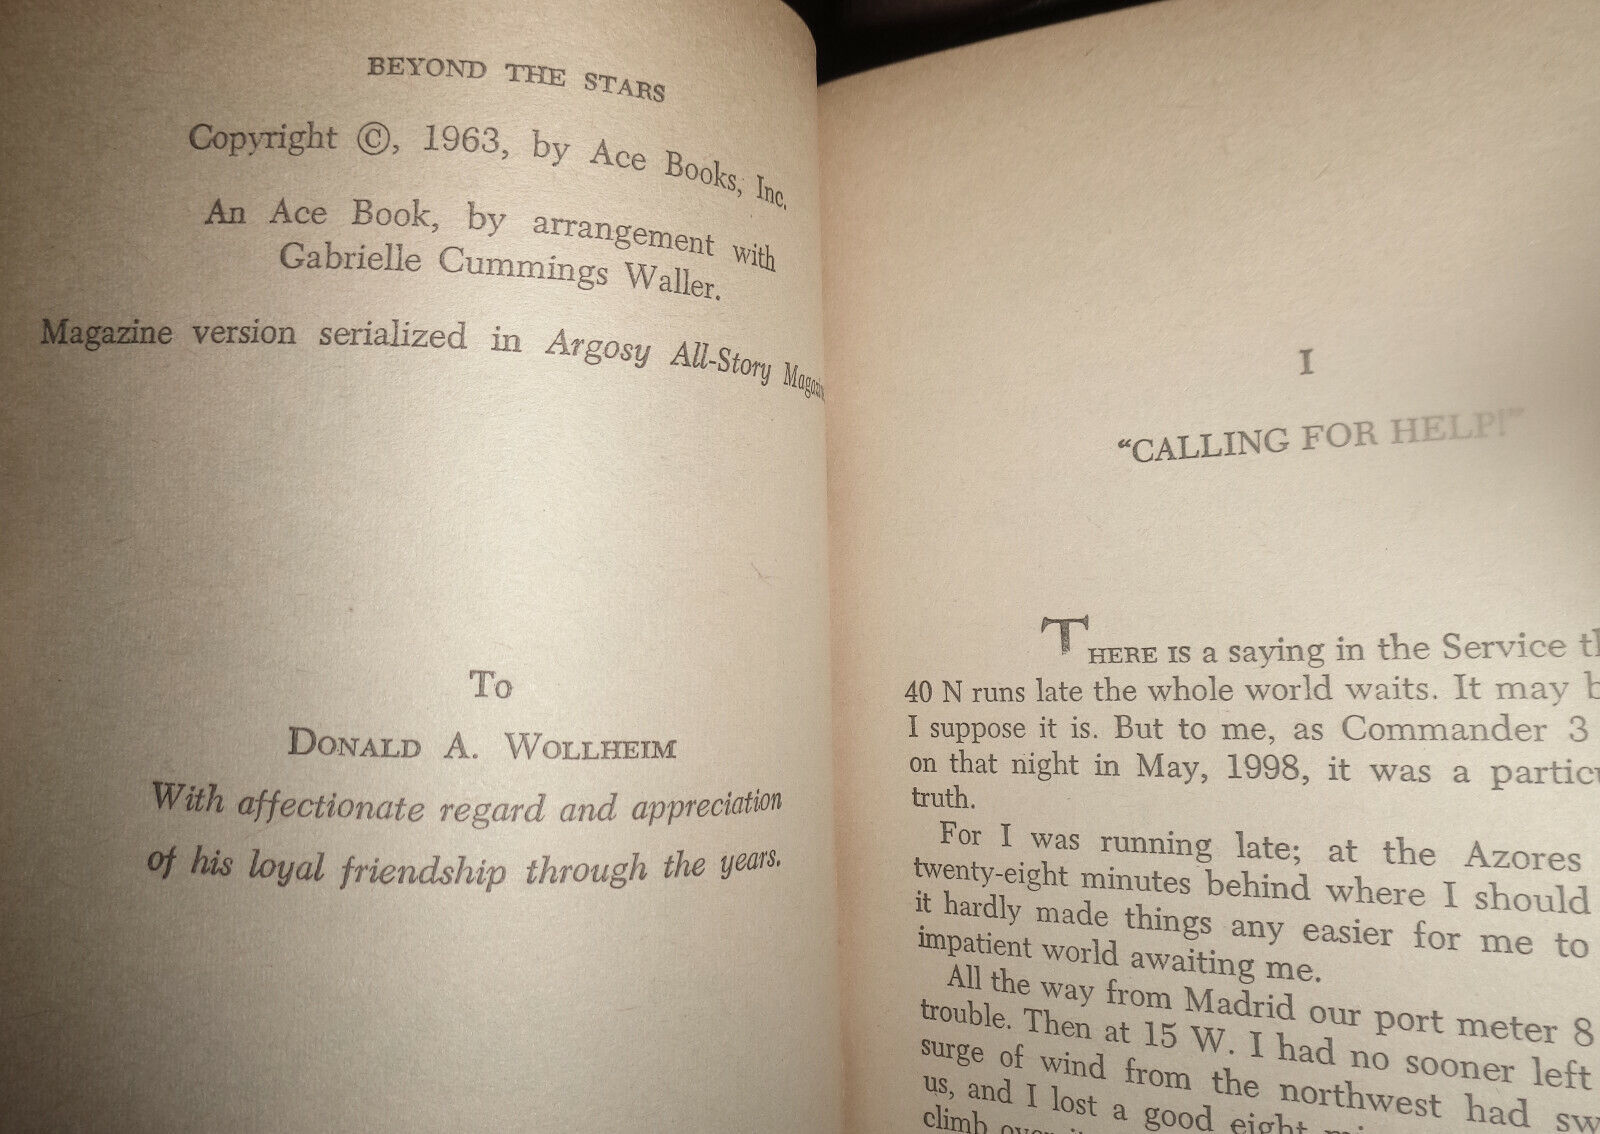 BEYOND THE STARS
Copyright ©, 1963, by Ace Books, Inc.
An Ace Book, by arrangement with
Gabrielle Cummings Waller.
Magazine version serialized in Argosy All-Story
To
DONALD A. WOLLHEIM
With affectionate regard and appreciation
of his loyal friendship through the years.
I
"CALLING FOR HELP!"
THERE IS a saying in the Service
40 N runs late the whole world waits. It may
I suppose it is. But to me, as Commander 3
on that night in May, 1998, it was a
truth.
For I was running late; at the Azores
twenty-eight minutes behind where I should
it hardly made things any easier for me to
impatient world awaiting me.
All the way from Madrid our port meter 8
trouble. Then at 15 W. I had no sooner left
surge of wind from the northwest had
us, and I lost a good eight
climb over